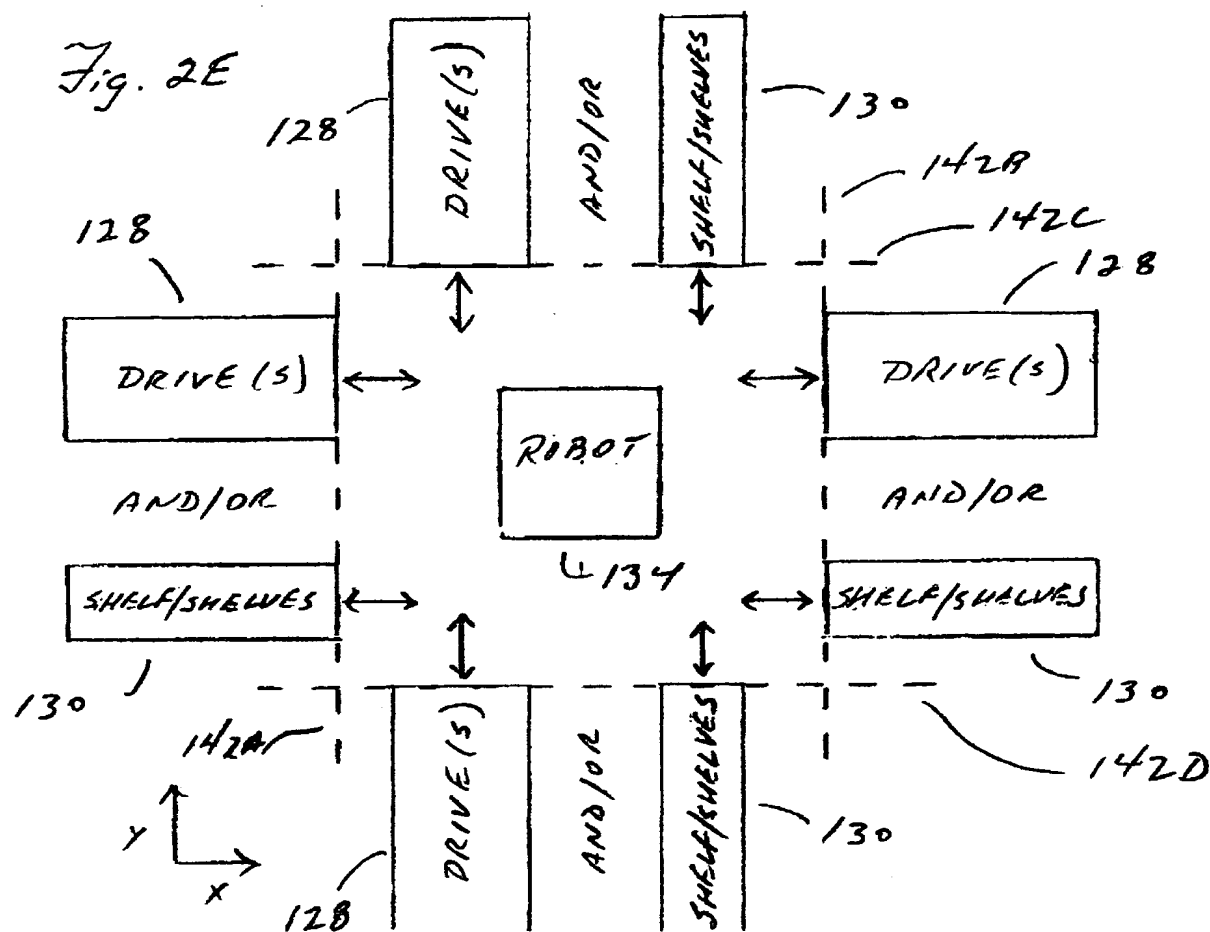 Fig. 2E
128
DRIVE(S)
AND/OR
SHELF/SHELVES
130
142B
142C
128
128
DRIVE(S)
DRIVE(S)
ROBOT
AND/OR
AND/OR
134
SHELF/SHELVES
SHELF/SHELVES
130
130
142A
142D
DRIVE(S)
AND/OR
SHELF/SHELVES
130
Y
X
128